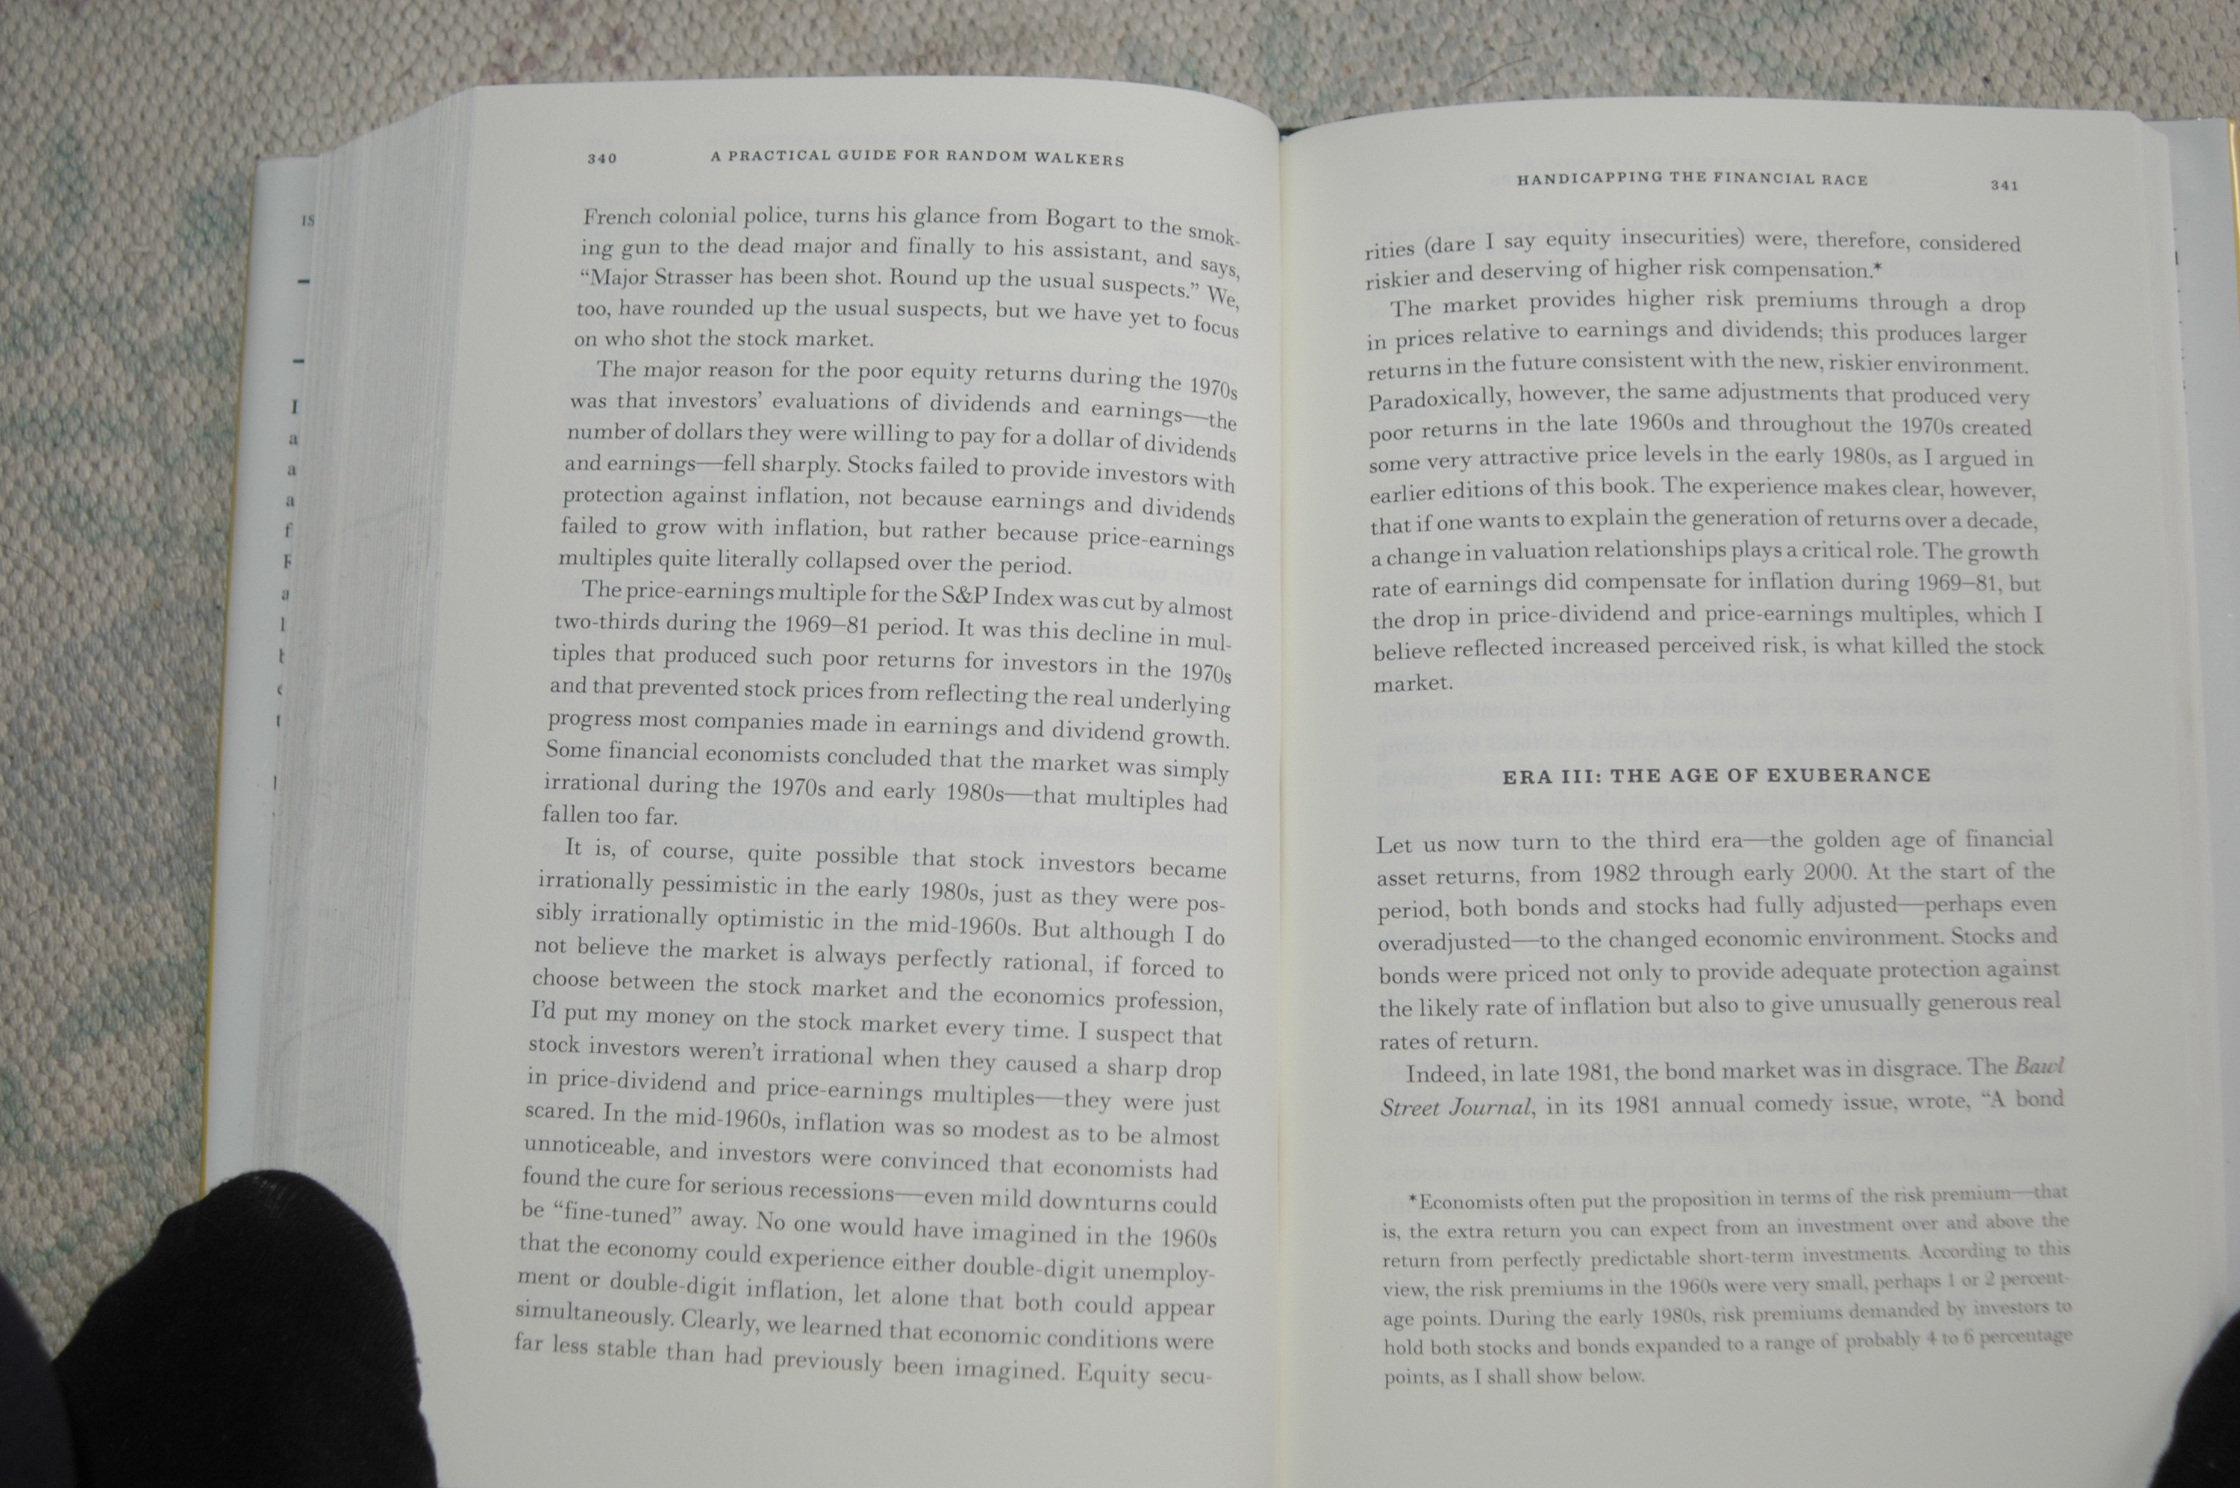 340 A PRACTICAL GUIDE FOR RANDOM WALKERS
French colonial police, turns his glance from Bogart to the smok-
ing gun to the dead major and finally to his assistant, and says,
“Major Strasser has been shot. Round up the usual suspects.” We,
too, have rounded up the usual suspects, but we have yet to focus
on who shot the stock market.
The major reason for the poor equity returns during the 1970s
was that investors’ evaluations of dividends and earnings—the
number of dollars they were willing to pay for a dollar of dividends
and earnings—fell sharply. Stocks failed to provide investors with
protection against inflation, not because earnings and dividends
failed to grow with inflation, but rather because price-earnings
multiples quite literally collapsed over the period.
The price-earnings multiple for the S&P Index was cut by almost
two-thirds during the 1969–81 period. It was this decline in mul-
tiples that produced such poor returns for investors in the 1970s
and that prevented stock prices from reflecting the real underlying
progress most companies made in earnings and dividend growth.
Some financial economists concluded that the market was simply
irrational during the 1970s and early 1980s—that multiples had
fallen too far.
It is, of course, quite possible that stock investors became
irrationally pessimistic in the early 1980s, just as they were pos-
sibly irrationally optimistic in the mid-1960s. But although I do
not believe the market is always perfectly rational, if forced to
choose between the stock market and the economics profession,
I’d put my money on the stock market every time. I suspect that
stock investors weren’t irrational when they caused a sharp drop
in price-dividend and price-earnings multiples—they were just
scared. In the mid-1960s, inflation was so modest as to be almost
unnoticeable, and investors were convinced that economists had
found the cure for serious recessions—even mild downturns could
be “fine-tuned” away. No one would have imagined in the 1960s
that the economy could experience either double-digit unemploy-
ment or double-digit inflation, let alone that both could appear
simultaneously. Clearly, we learned that economic conditions were
far less stable than had previously been imagined. Equity secu-
HANDICAPPING THE FINANCIAL RACE 341
rities (dare I say equity insecurities) were, therefore, considered
riskier and deserving of higher risk compensation.*
The market provides higher risk premiums through a drop
in prices relative to earnings and dividends; this produces larger
returns in the future consistent with the new, riskier environment.
Paradoxically, however, the same adjustments that produced very
poor returns in the late 1960s and throughout the 1970s created
some very attractive price levels in the early 1980s, as I argued in
earlier editions of this book. The experience makes clear, however,
that if one wants to explain the generation of returns over a decade,
a change in valuation relationships plays a critical role. The growth
rate of earnings did compensate for inflation during 1969–81, but
the drop in price-dividend and price-earnings multiples, which I
believe reflected increased perceived risk, is what killed the stock
market.
ERA III: THE AGE OF EXUBERANCE
Let us now turn to the third era—the golden age of financial
asset returns, from 1982 through early 2000. At the start of the
period, both bonds and stocks had fully adjusted—perhaps even
overadjusted—to the changed economic environment. Stocks and
bonds were priced not only to provide adequate protection against
the likely rate of inflation but also to give unusually generous real
rates of return.
Indeed, in late 1981, the bond market was in disgrace. The Bawl
Street Journal, in its 1981 annual comedy issue, wrote, “A bond
*Economists often put the proposition in terms of the risk premium—that
is, the extra return you can expect from an investment over and above the
return from perfectly predictable short-term investments. According to this
view, the risk premiums in the 1960s were very small, perhaps 1 or 2 percent-
age points. During the early 1980s, risk premiums demanded by investors to
hold both stocks and bonds expanded to a range of probably 4 to 6 percentage
points, as I shall show below.